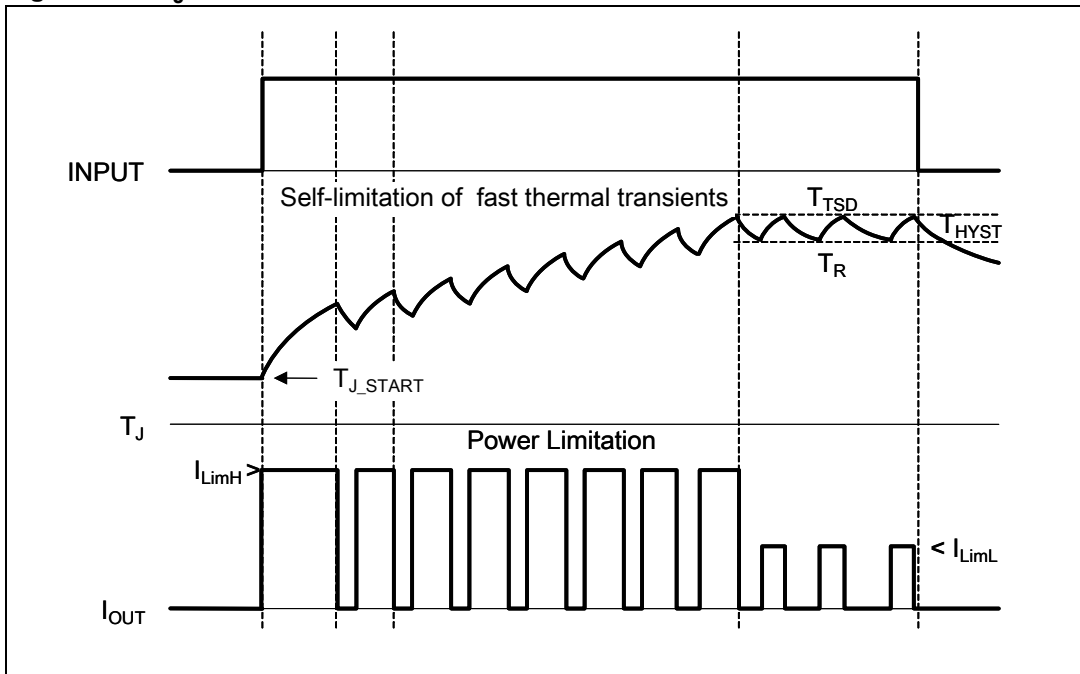 INPUT
Self-limitation of fast thermal transients
T_TSD
T_HYST
T_R
T_J_START
T_J
Power Limitation
I_LimH >
< I_LimL
I_OUT